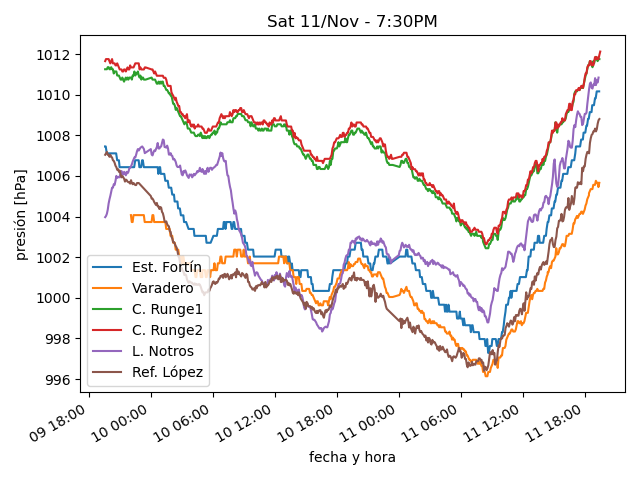 Sat 11/Nov - 7:30PM
presión [hPa]
1012
1010
1008
1006
1004
1002
1000
998
996
Est. Fortín
Varadero
C. Runge1
C. Runge2
L. Notros
Ref. López
09 18:00
10 00:00
10 06:00
10 12:00
10 18:00
11 00:00
11 06:00
11 12:00
11 18:00
fecha y hora